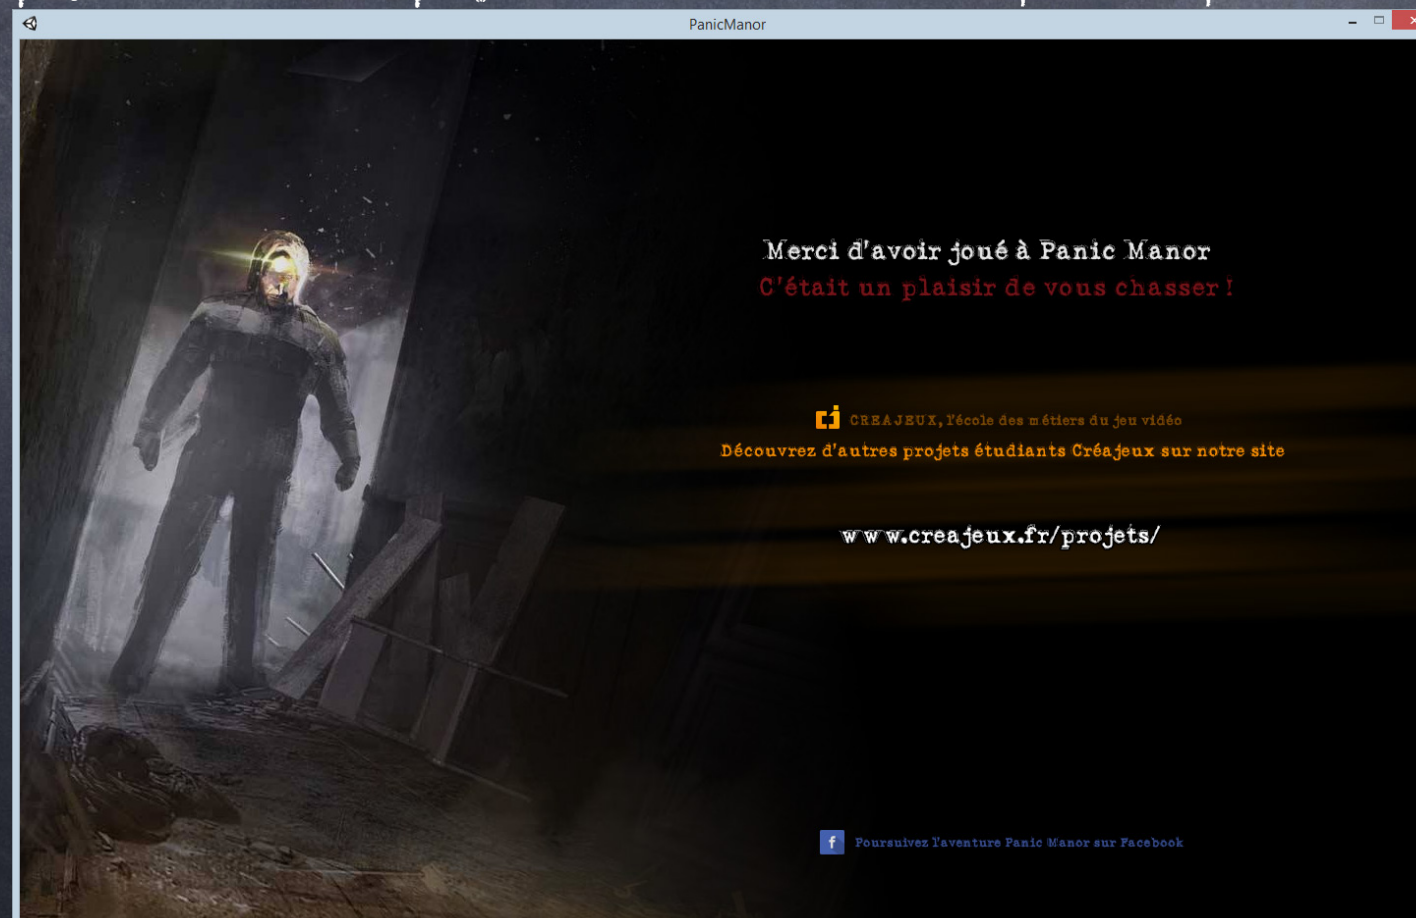 PanicManor
Merci d'avoir joué à Panic Manor
C'était un plaisir de vous chasser !
CREAJEUX, l'école des métiers du jeu vidéo
Découvrez d'autres projets étudiants Créajeux sur notre site
www.creajeux.fr/projets/
f Poursuivez l'aventure Panic Manor sur Facebook